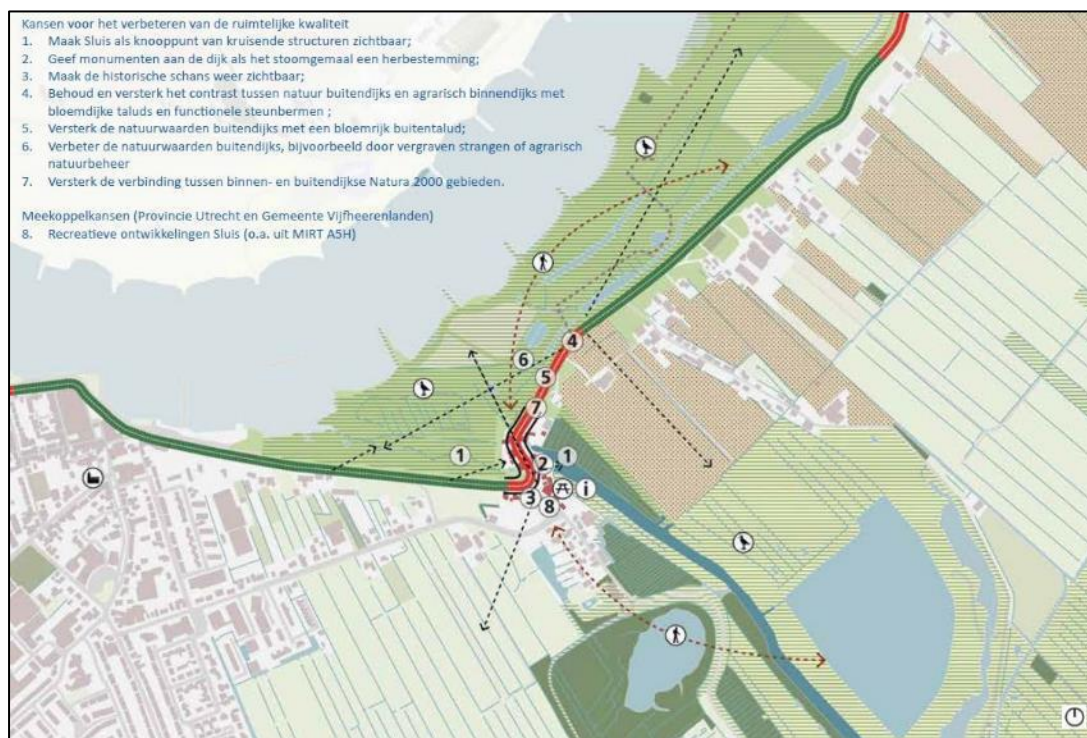 Kansen voor het verbeteren van de ruimtelijke kwaliteit
1. Maak Sluis als knooppunt van kruisende structuren zichtbaar;
2. Geef monumenten aan de dijk als het stoomgemaal een herbestemming;
3. Maak de historische schans weer zichtbaar;
4. Behoud en versterk het contrast tussen natuur buitendijks en agrarisch binnendijks met
bloemdijke taluds en functionele steunbermen ;
5. Versterk de natuurwaarden buitendijks met een bloemrijk buitentalud;
6. Verbeter de natuurwaarden buitendijks, bijvoorbeeld door vergraven strangen of agrarisch
natuurbeheer
7. Versterk de verbinding tussen binnen- en buitendijkse Natura 2000 gebieden.
Meekoppelkansen (Provincie Utrecht en Gemeente Vijfheerenlanden)
8. Recreatieve ontwikkelingen Sluis (o.a. uit MIRT A5H)
4
6
5
7
1
1
2
i
3
8